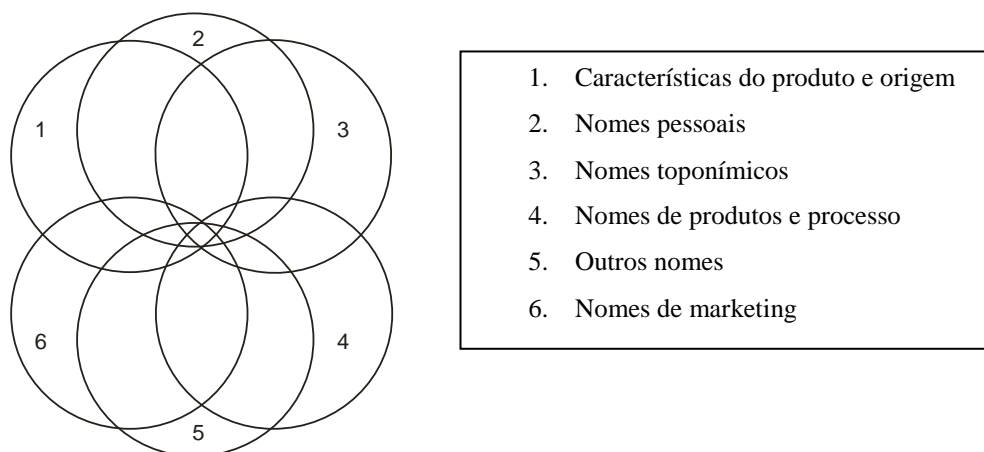 2
1
3
6
4
5
1. Características do produto e origem
2. Nomes pessoais
3. Nomes toponímicos
4. Nomes de produtos e processo
5. Outros nomes
6. Nomes de marketing